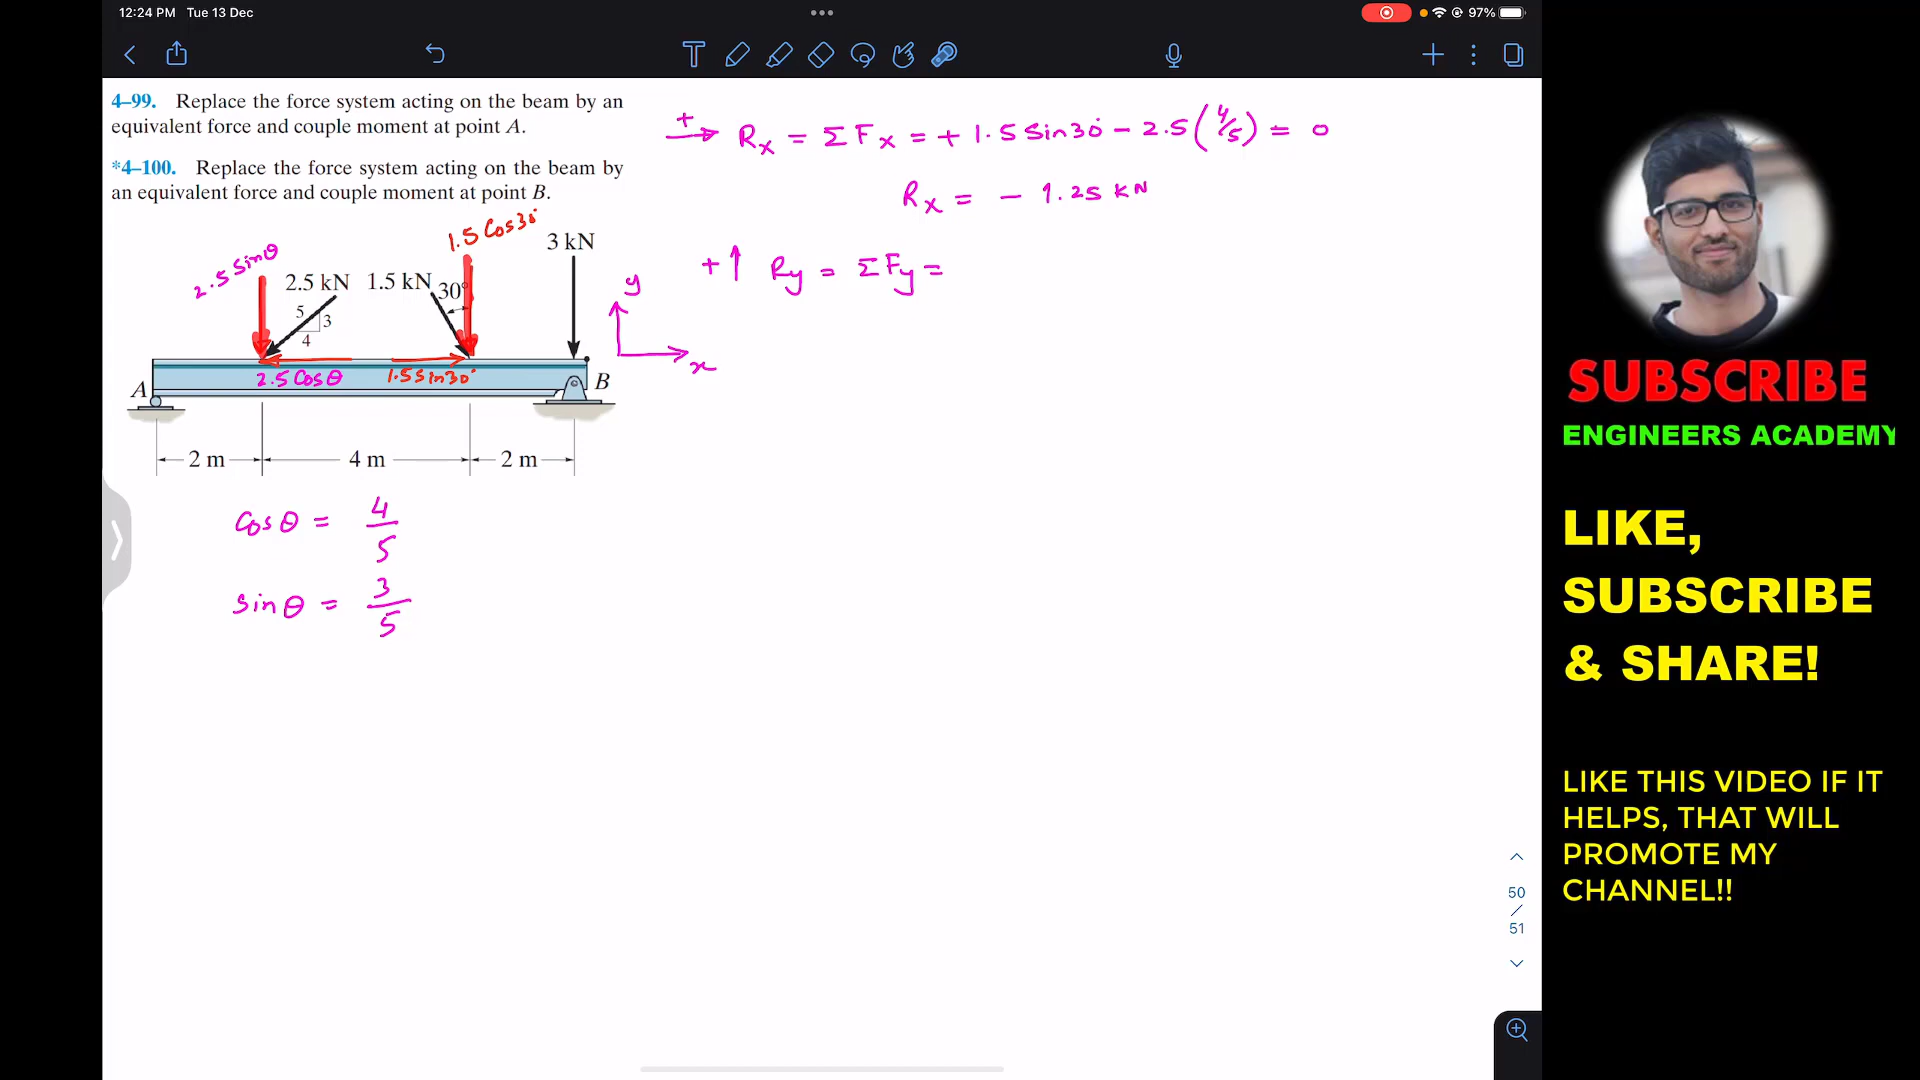 12:24 PM Tue 13 Dec
97%
4–99. Replace the force system acting on the beam by an
equivalent force and couple moment at point A.
*4–100. Replace the force system acting on the beam by
an equivalent force and couple moment at point B.
2.5 Sinθ
2.5 kN
1.5 kN
1.5 Cos30°
30°
3 kN
5
3
4
y
x
A
2.5 Cosθ
1.5 Sin30°
B
2 m
4 m
2 m
Cosθ = 4/5
Sinθ = 3/5
+→ Rx = ΣFx = + 1.5 Sin30° – 2.5 (4/5) = 0
Rx = – 1.25 KN
+↑ Ry = ΣFy =
50
/
51
SUBSCRIBE
ENGINEERS ACADEMY
LIKE,
SUBSCRIBE
& SHARE!
LIKE THIS VIDEO IF IT
HELPS, THAT WILL
PROMOTE MY
CHANNEL!!